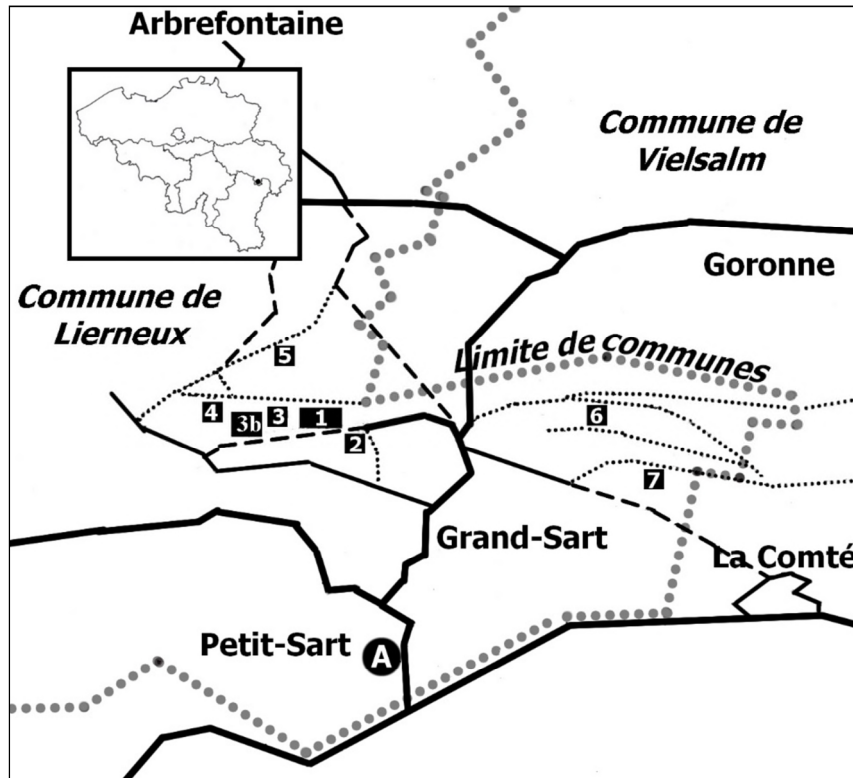 Arbrefontaine
Commune de
Vielsalm
Goronne
Commune de
Lierneux
Limite de communes
5
4
3b
3
1
2
6
7
Grand-Sart
La Comté
Petit-Sart
A